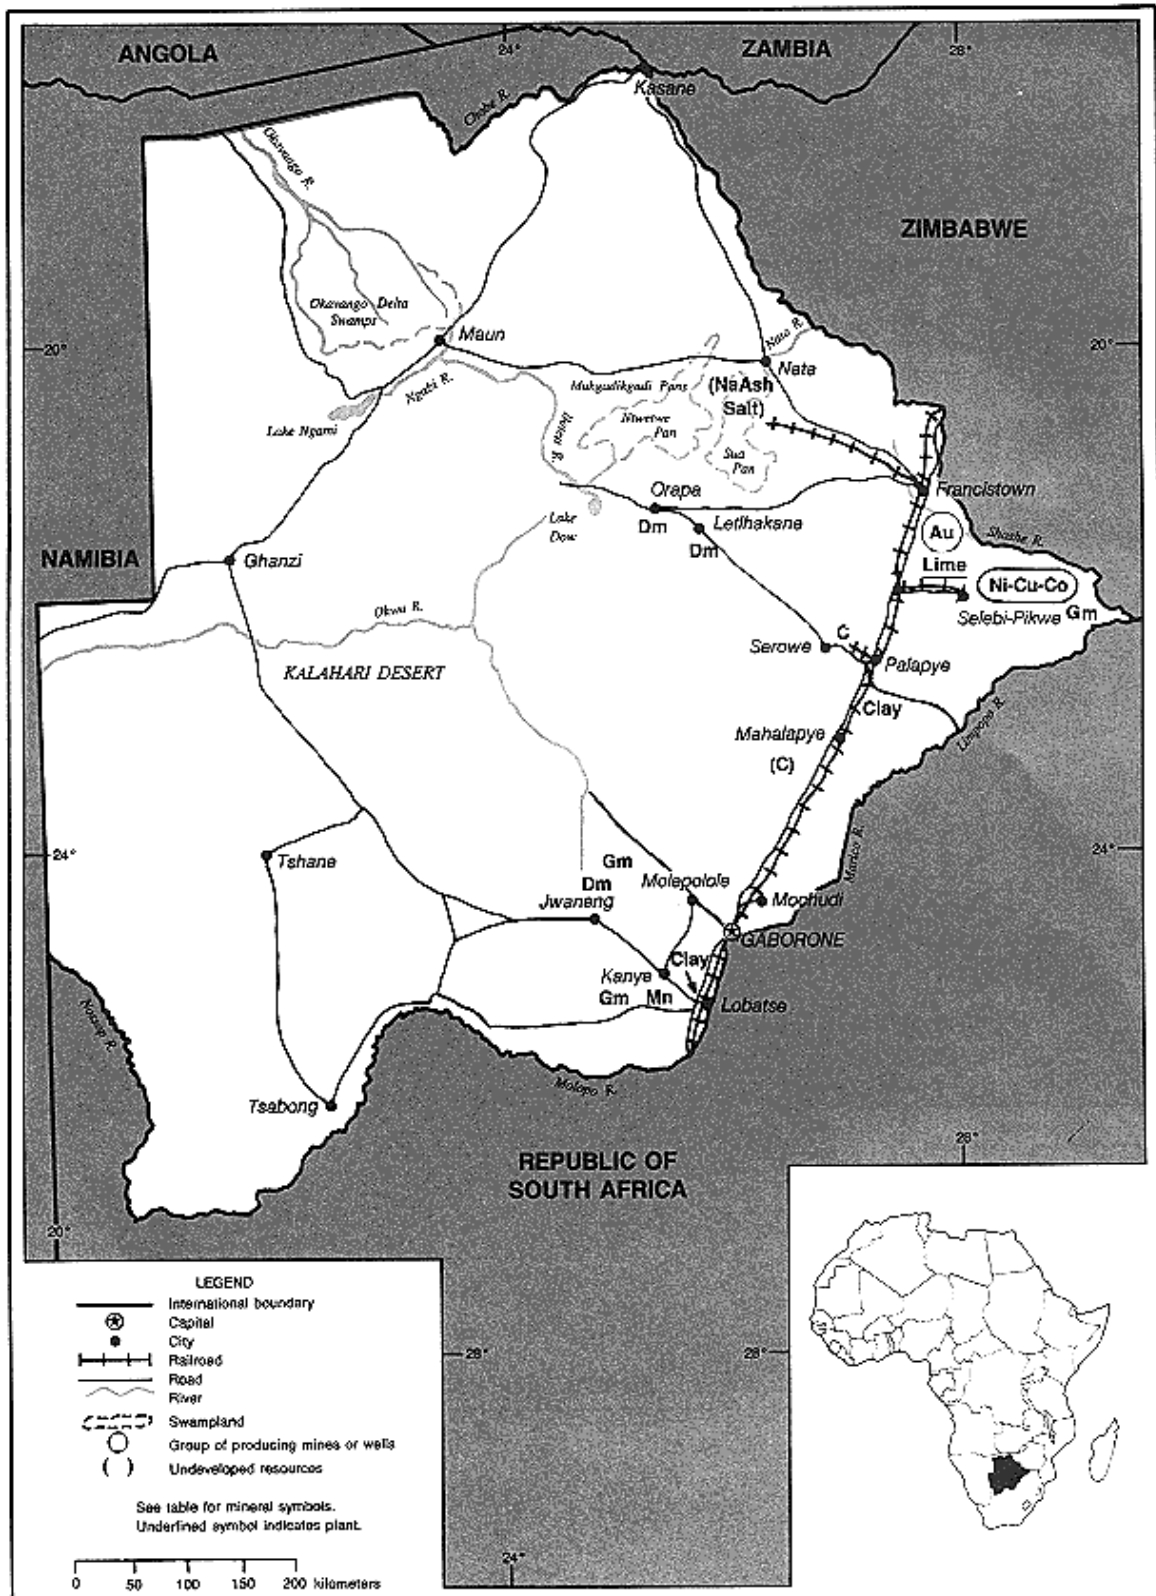 ANGOLA
24°
ZAMBIA
28°
Kasane
Chobe R.
Okavango R.
ZIMBABWE
Okavango Delta
Swamps
Maun
20°
20°
Nata R.
Nata
Ngabi R.
Makgadikgadi Pans
(NaAsh
Salt)
Ntwetwe
Pan
Lake Ngami
Sua
Pan
Orapa
Francistown
Dm
Letlhakane
Lake
Dow
Dm
Au
Shashe R.
NAMIBIA
Ghanzi
Lime
Ni-Cu-Co
Selebi-Pikwe
Gm
Okwa R.
C
Serowe
Palapye
KALAHARI DESERT
Clay
Limpopo R.
Mahalapye
(C)
Marico R.
24°
24°
Tshane
Gm
Dm
Molepolole
Jwaneng
Mochudi
GABORONE
Clay
Kanye
Gm
Mn
Lobatse
Nossop R.
Molopo R.
Tsabong
28°
REPUBLIC OF
SOUTH AFRICA
20°
LEGEND
International boundary
Capital
City
Railroad
Road
River
Swampland
Group of producing mines or wells
( ) Undeveloped resources
See table for mineral symbols.
Underlined symbol indicates plant.
0 50 100 150 200 kilometers
28°
28°
24°